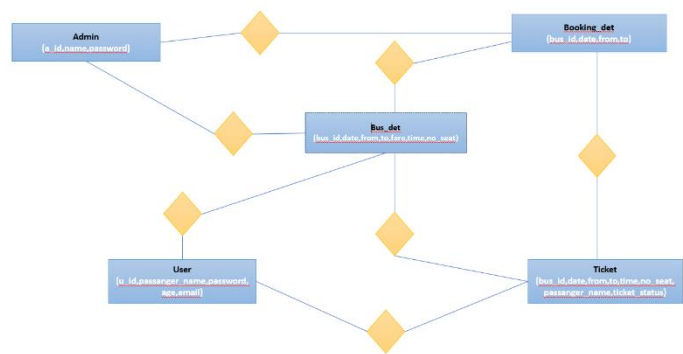 Admin
{a_id,name,password}
Booking_det
{bus_id,date,from,to}
Bus_det
{bus_id,date,from,to,fare,time,no_seat}
User
{u_id,passanger_name,password,
age,email}
Ticket
{bus_id,date,from,to,time,no_seat,
passanger_name,ticket_status}